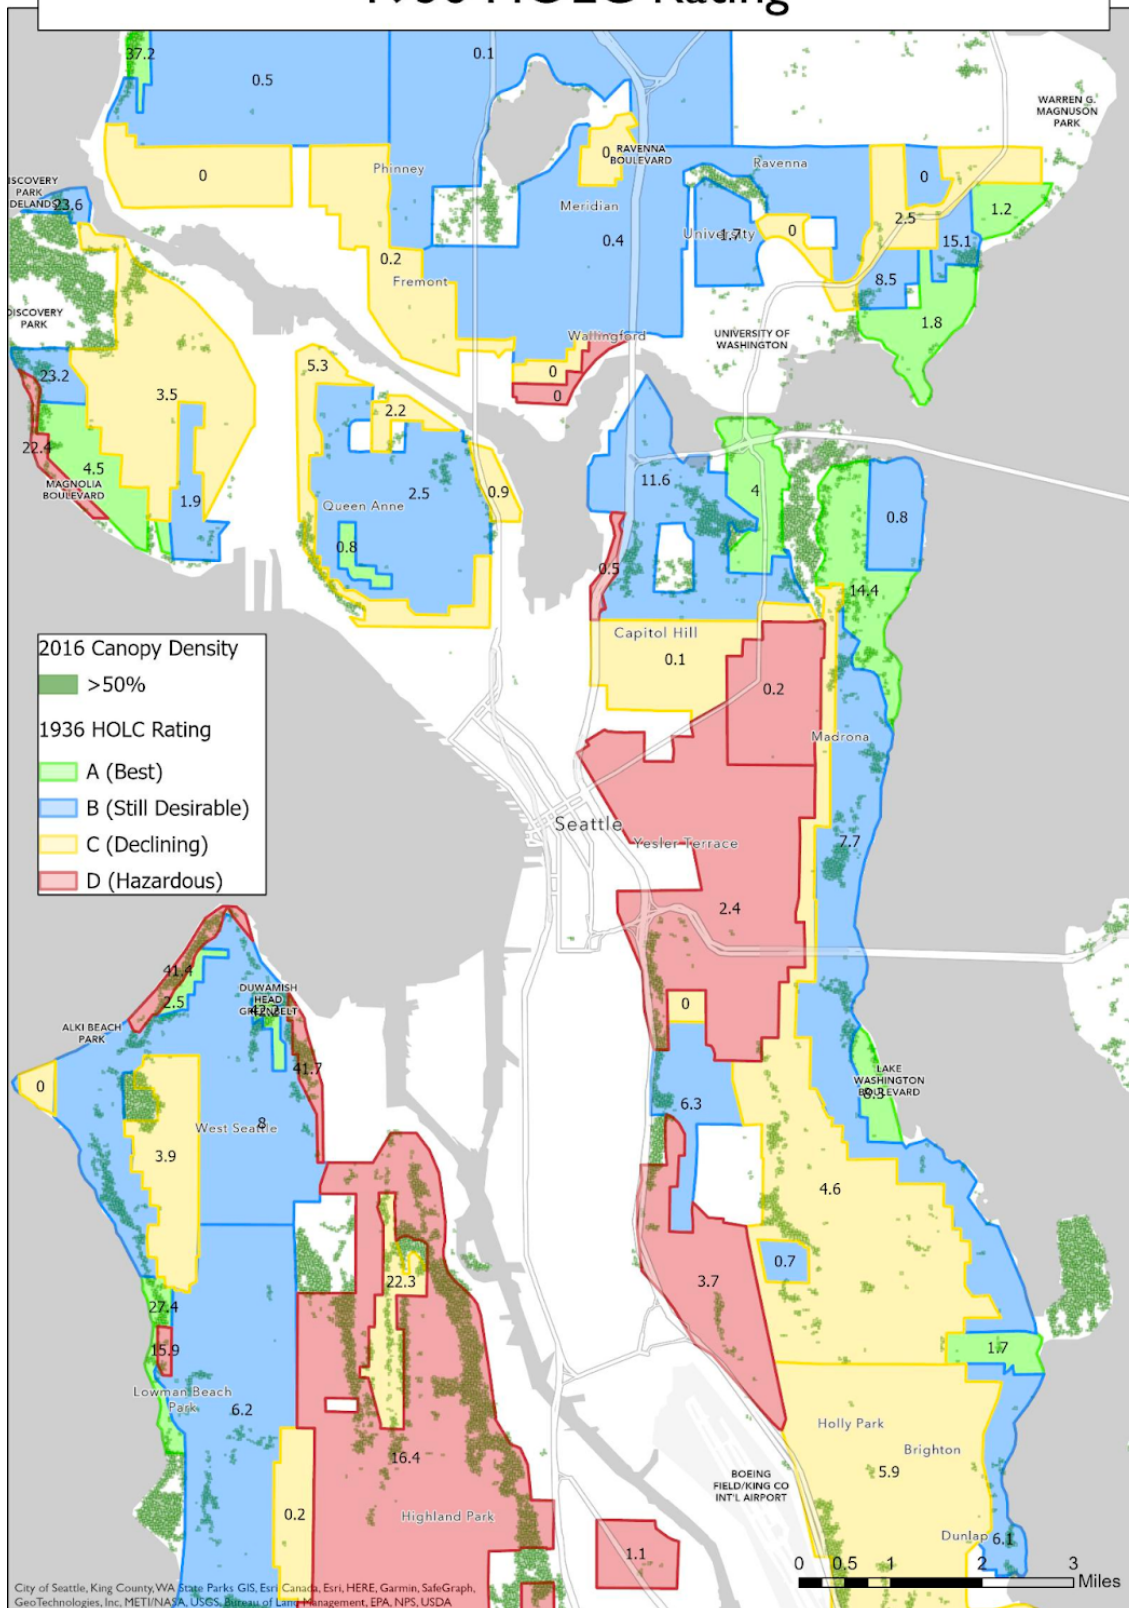 1936 HOLC Rating
37.2
0.1
0.5
WARREN G.
MAGNUSON
PARK
RAVENNA
BOULEVARD
0
Ravenna
Phinney
0
0
ISCOVERY
PARK
DELANDS
23.6
Meridian
1.2
2.5
0
University
1.7
0.4
15.1
0.2
Fremont
8.5
DISCOVERY
PARK
1.8
Wallingford
UNIVERSITY OF
WASHINGTON
5.3
0
23.2
3.5
0
2.2
22.4
4.5
MAGNOLIA
BOULEVARD
11.6
4
2.5
0.9
1.9
Queen Anne
0.8
0.8
0.5
14.4
Capitol Hill
0.1
0.2
2016 Canopy Density
>50%
1936 HOLC Rating
A (Best)
B (Still Desirable)
C (Declining)
D (Hazardous)
Madrona
Seattle
Yesler Terrace
7.7
2.4
41.4
2.5
DUWAMISH
HEAD
GREENBELT
0
ALKI BEACH
PARK
41.7
LAKE
WASHINGTON
BOULEVARD
0
6.3
8
West Seattle
3.9
4.6
0.7
22.3
3.7
27.4
15.9
1.7
Lowman Beach
Park
6.2
Holly Park
Brighton
16.4
5.9
BOEING
FIELD/KING CO
INT'L AIRPORT
0.2
Highland Park
Dunlap
6.1
1.1
0 0.5 1 2 3
Miles
City of Seattle, King County, WA State Parks GIS, Esri Canada, Esri, HERE, Garmin, SafeGraph,
GeoTechnologies, Inc, METI/NASA, USGS, Bureau of Land Management, EPA, NPS, USDA